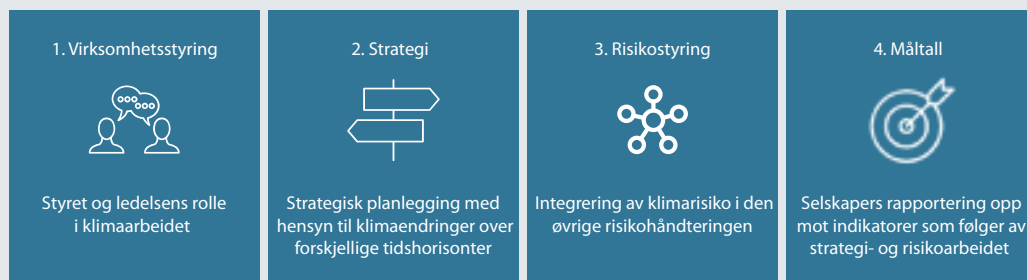 1. Virksomhetsstyring
Styret og ledelsens rolle
i klimaarbeidet
2. Strategi
Strategisk planlegging med
hensyn til klimaendringer over
forskjellige tidshorisonter
3. Risikostyring
Integrering av klimarisiko i den
øvrige risikohåndteringen
4. Måltall
Selskapers rapportering opp
mot indikatorer som følger av
strategi- og risikoarbeidet